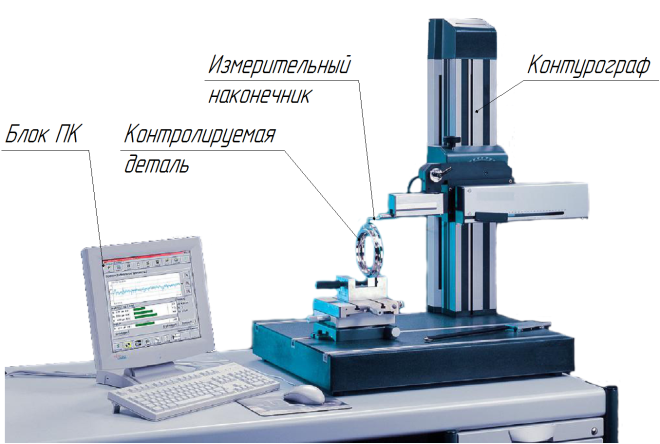 Измерительный
наконечник
Контурограф
Блок ПК
Контролируемая
деталь